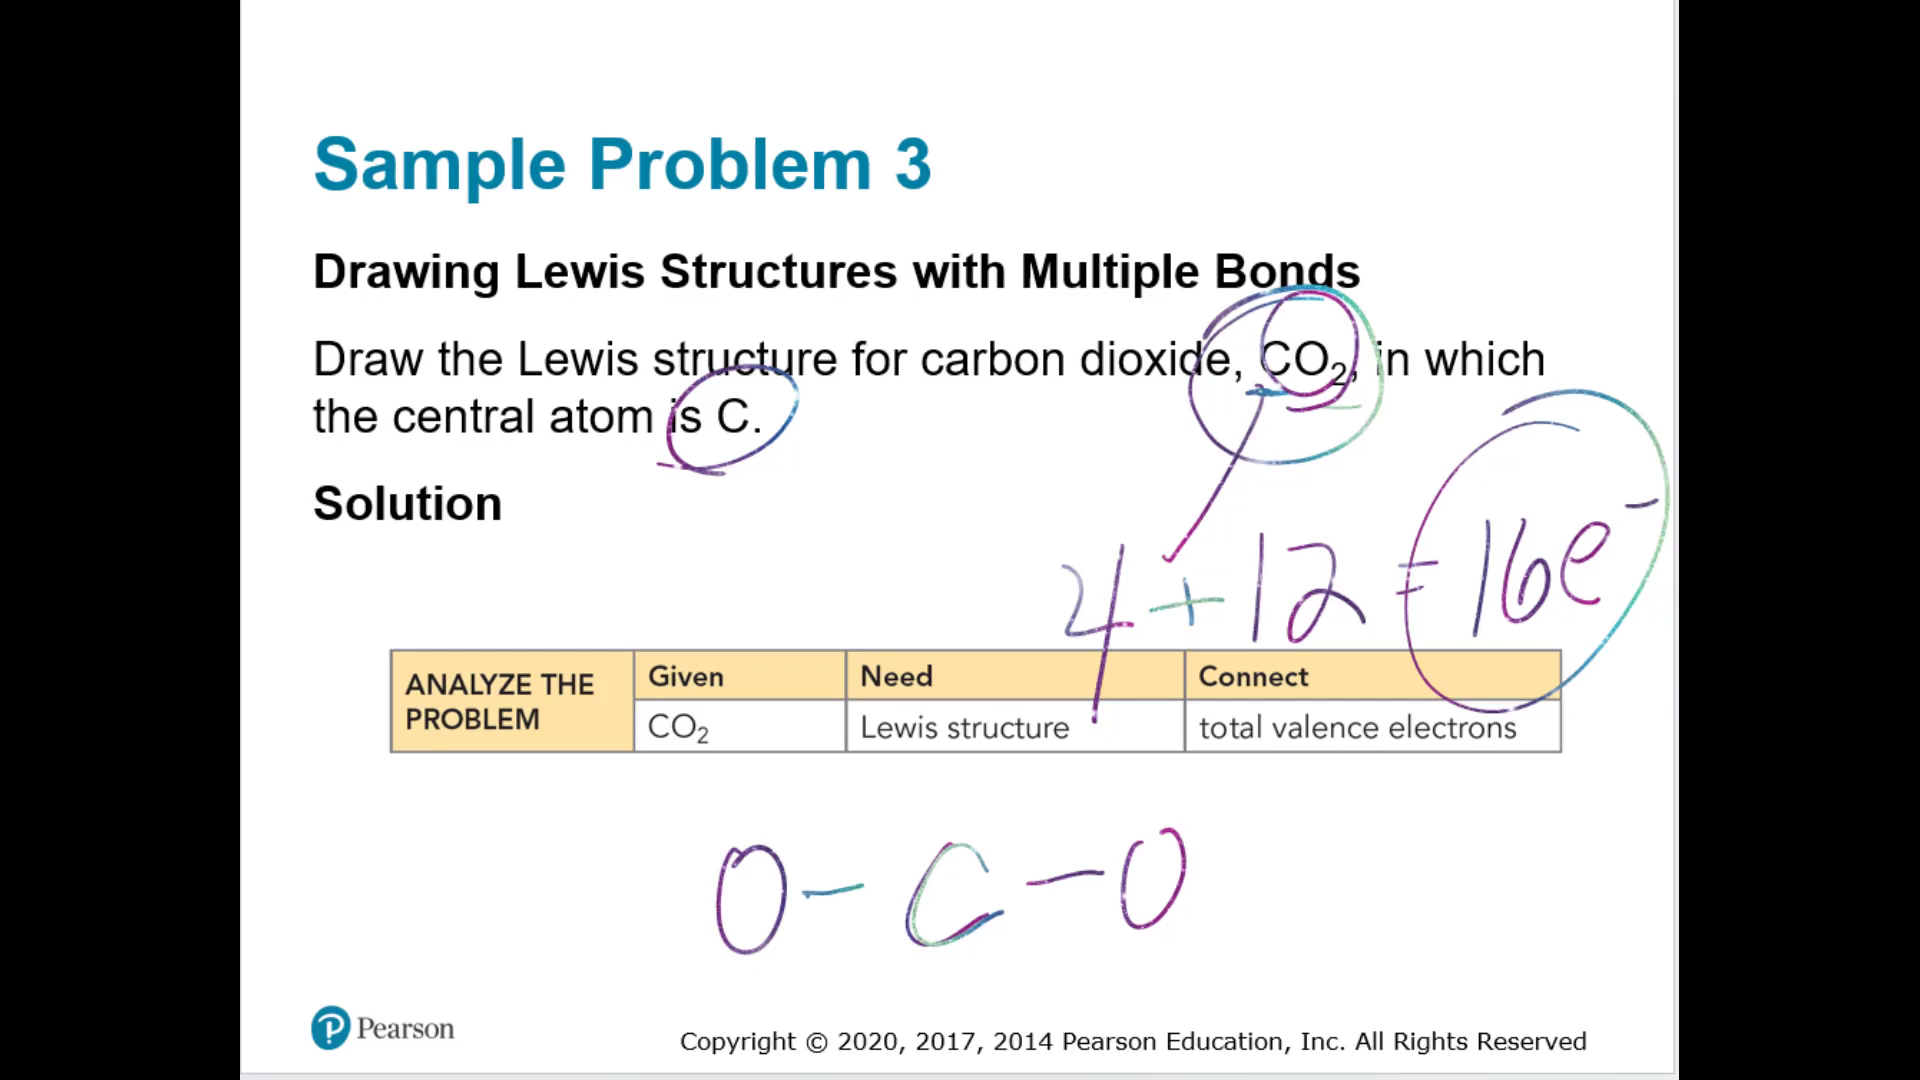 Sample Problem 3
Drawing Lewis Structures with Multiple Bonds
Draw the Lewis structure for carbon dioxide, CO₂, in which
the central atom is C.
Solution
4 + 12 = 16e⁻
ANALYZE THE PROBLEM
Given
Need
Connect
CO₂
Lewis structure
total valence electrons
O – C – O
Pearson
Copyright © 2020, 2017, 2014 Pearson Education, Inc. All Rights Reserved